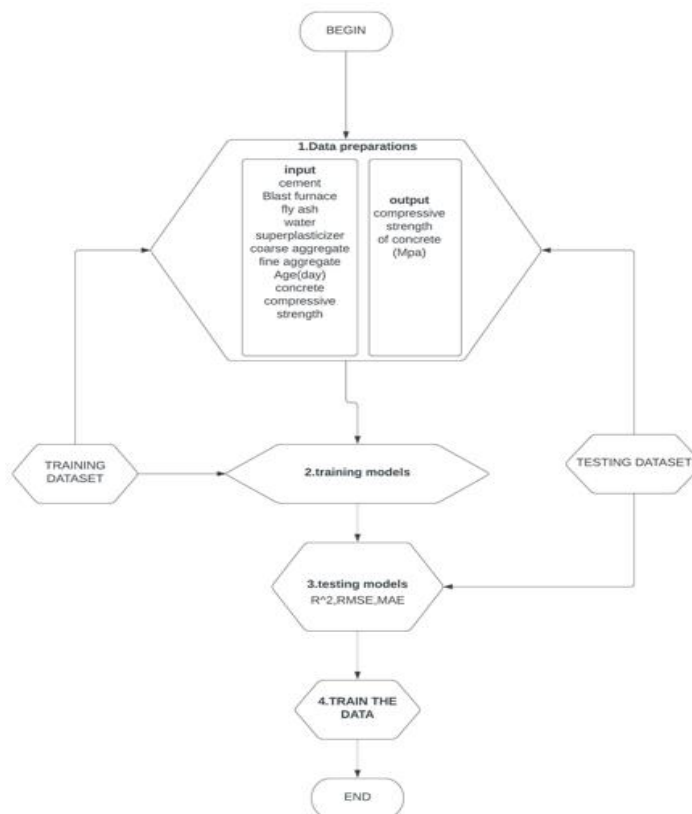 BEGIN
1.Data preparations
input
cement
Blast furnace
fly ash
water
superplasticizer
coarse aggregate
fine aggregate
Age(day)
concrete
compressive
strength
output
compressive
strength
of concrete
(Mpa)
TRAINING
DATASET
2.training models
TESTING DATASET
3.testing models
R^2,RMSE,MAE
4.TRAIN THE
DATA
END